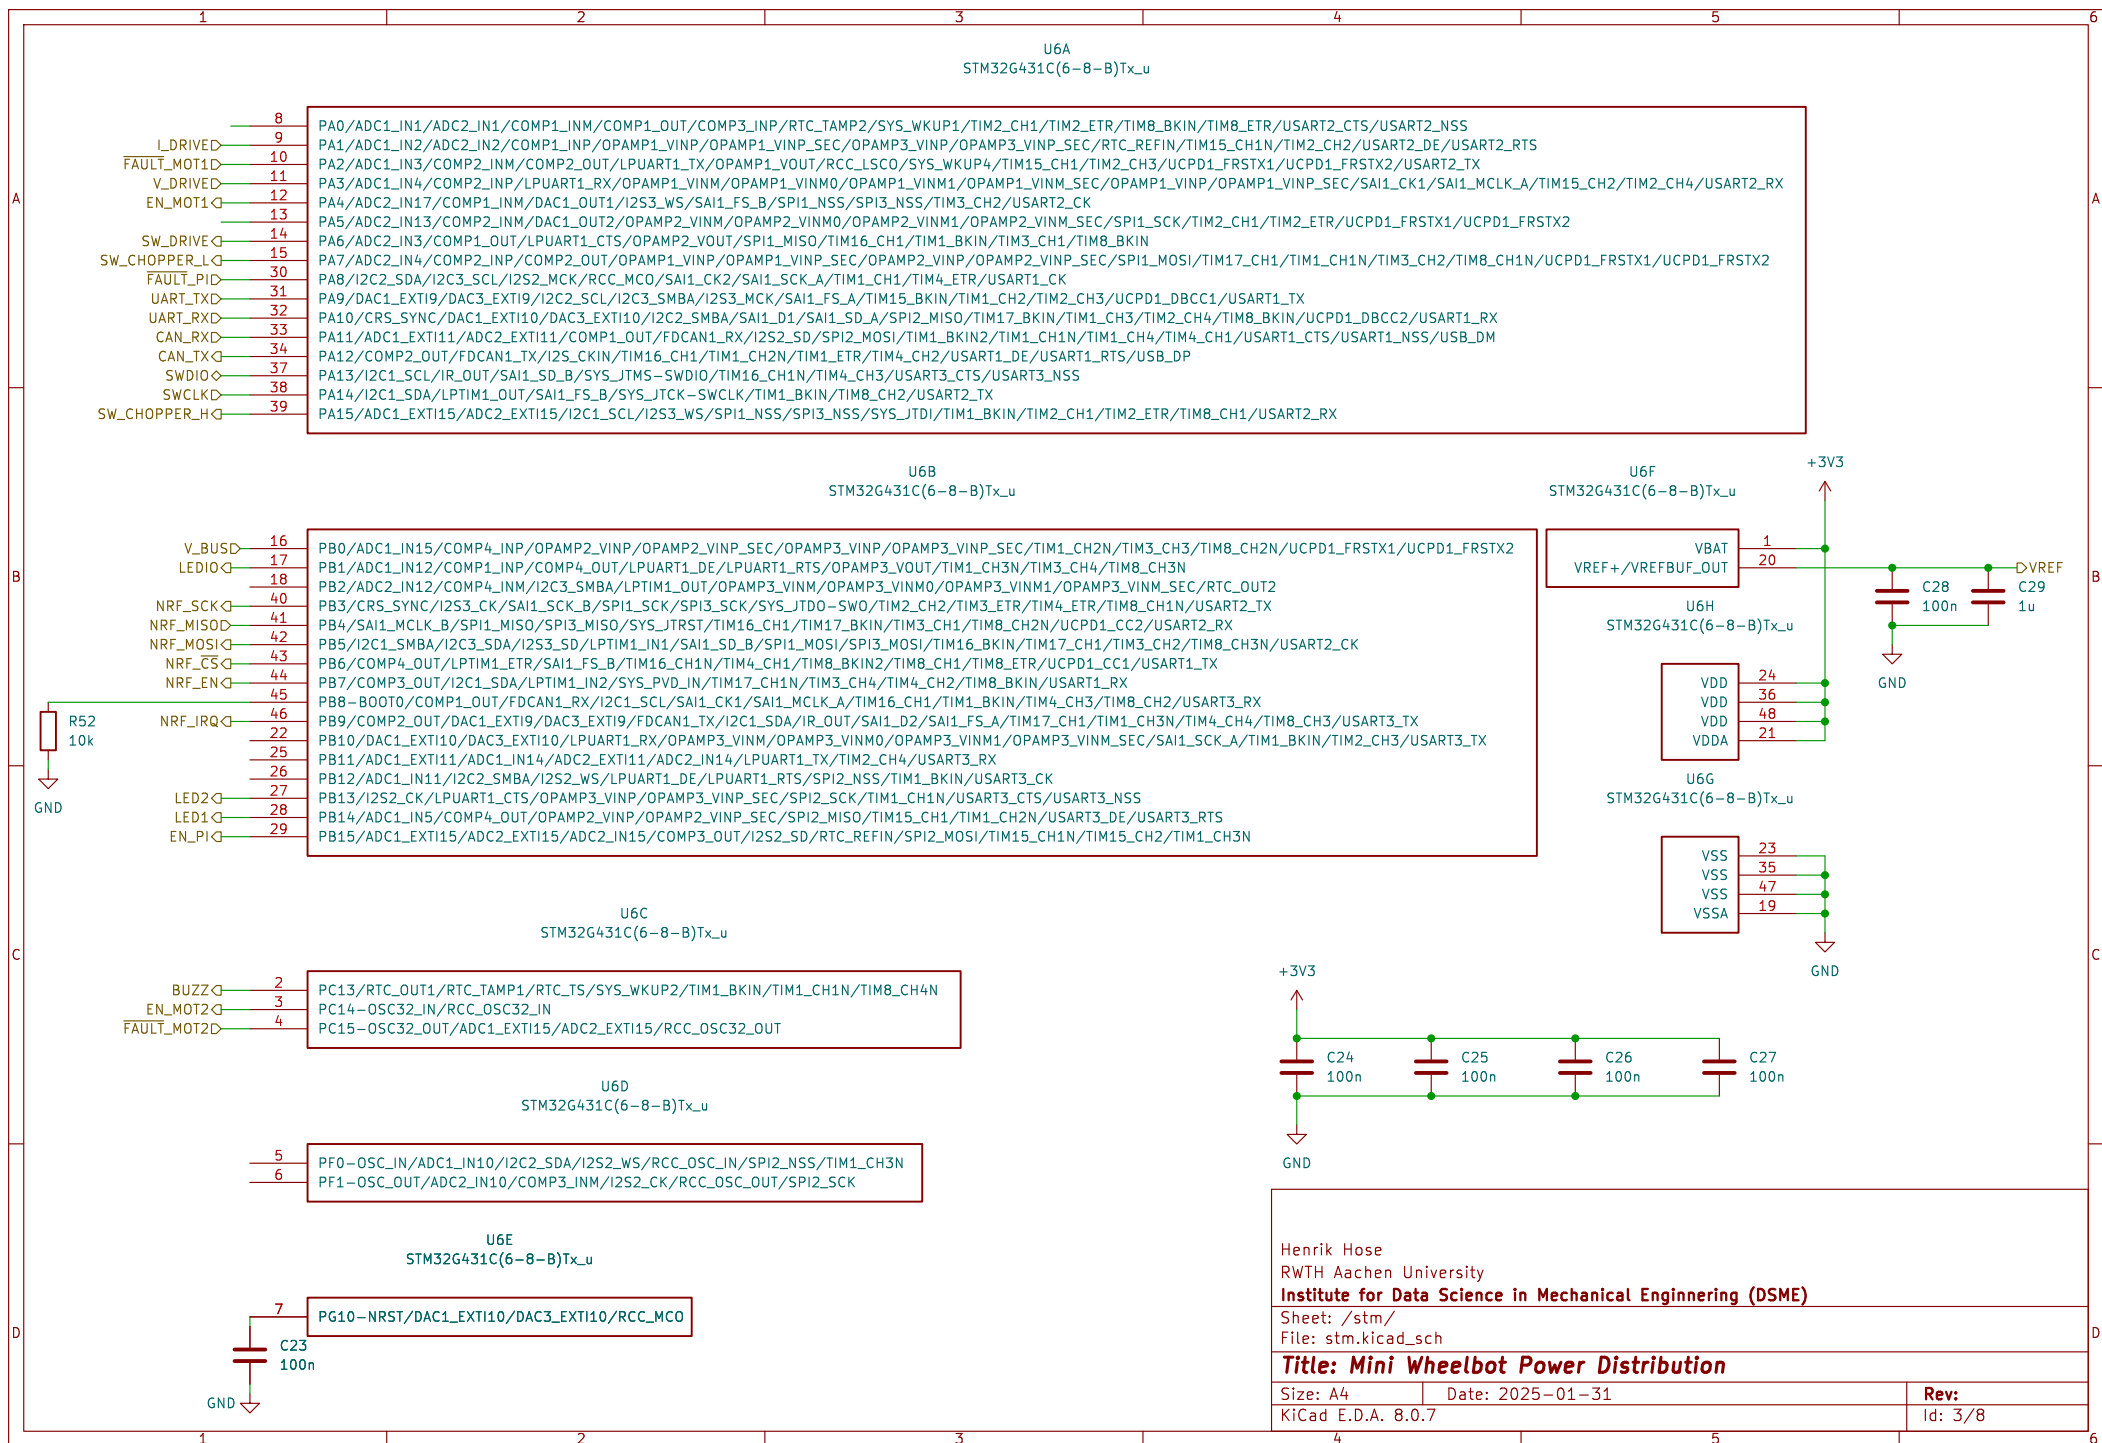 1 2 3 4 5 6
U6A
STM32G431C(6-8-B)Tx_u
8 PA0/ADC1_IN1/ADC2_IN1/COMP1_INM/COMP1_OUT/COMP3_INP/RTC_TAMP2/SYS_WKUP1/TIM2_CH1/TIM2_ETR/TIM8_BKIN/TIM8_ETR/USART2_CTS/USART2_NSS
I_DRIVE 9 PA1/ADC1_IN2/ADC2_IN2/COMP1_INP/OPAMP1_VINP/OPAMP1_VINP_SEC/OPAMP3_VINP/OPAMP3_VINP_SEC/RTC_REFIN/TIM15_CH1N/TIM2_CH2/USART2_DE/USART2_RTS
FAULT_MOT1 10 PA2/ADC1_IN3/COMP2_INM/COMP2_OUT/LPUART1_TX/OPAMP1_VOUT/RCC_LSCO/SYS_WKUP4/TIM15_CH1/TIM2_CH3/UCPD1_FRSTX1/UCPD1_FRSTX2/USART2_TX
V_DRIVE 11 PA3/ADC1_IN4/COMP2_INP/LPUART1_RX/OPAMP1_VINM/OPAMP1_VINM0/OPAMP1_VINM1/OPAMP1_VINM_SEC/OPAMP1_VINP/OPAMP1_VINP_SEC/SAI1_CK1/SAI1_MCLK_A/TIM15_CH2/TIM2_CH4/USART2_RX
A EN_MOT1 12 PA4/ADC2_IN17/COMP1_INM/DAC1_OUT1/I2S3_WS/SAI1_FS_B/SPI1_NSS/SPI3_NSS/TIM3_CH2/USART2_CK A
13 PA5/ADC2_IN13/COMP2_INM/DAC1_OUT2/OPAMP2_VINM/OPAMP2_VINM0/OPAMP2_VINM1/OPAMP2_VINM_SEC/SPI1_SCK/TIM2_CH1/TIM2_ETR/UCPD1_FRSTX1/UCPD1_FRSTX2
SW_DRIVE 14 PA6/ADC2_IN3/COMP1_OUT/LPUART1_CTS/OPAMP2_VOUT/SPI1_MISO/TIM16_CH1/TIM1_BKIN/TIM3_CH1/TIM8_BKIN
SW_CHOPPER_L 15 PA7/ADC2_IN4/COMP2_INP/COMP2_OUT/OPAMP1_VINP/OPAMP1_VINP_SEC/OPAMP2_VINP/OPAMP2_VINP_SEC/SPI1_MOSI/TIM17_CH1/TIM1_CH1N/TIM3_CH2/TIM8_CH1N/UCPD1_FRSTX1/UCPD1_FRSTX2
FAULT_PI 30 PA8/I2C2_SDA/I2C3_SCL/I2S2_MCK/RCC_MCO/SAI1_CK2/SAI1_SCK_A/TIM1_CH1/TIM4_ETR/USART1_CK
UART_TX 31 PA9/DAC1_EXTI9/DAC3_EXTI9/I2C2_SCL/I2C3_SMBA/I2S3_MCK/SAI1_FS_A/TIM15_BKIN/TIM1_CH2/TIM2_CH3/UCPD1_DBCC1/USART1_TX
UART_RX 32 PA10/CRS_SYNC/DAC1_EXTI10/DAC3_EXTI10/I2C2_SMBA/SAI1_D1/SAI1_SD_A/SPI2_MISO/TIM17_BKIN/TIM1_CH3/TIM2_CH4/TIM8_BKIN/UCPD1_DBCC2/USART1_RX
CAN_RX 33 PA11/ADC1_EXTI11/ADC2_EXTI11/COMP1_OUT/FDCAN1_RX/I2S2_SD/SPI2_MOSI/TIM1_BKIN2/TIM1_CH1N/TIM1_CH4/TIM4_CH1/USART1_CTS/USART1_NSS/USB_DM
CAN_TX 34 PA12/COMP2_OUT/FDCAN1_TX/I2S_CKIN/TIM16_CH1/TIM1_CH2N/TIM1_ETR/TIM4_CH2/USART1_DE/USART1_RTS/USB_DP
SWDIO 37 PA13/I2C1_SCL/IR_OUT/SAI1_SD_B/SYS_JTMS-SWDIO/TIM16_CH1N/TIM4_CH3/USART3_CTS/USART3_NSS
SWCLK 38 PA14/I2C1_SDA/LPTIM1_OUT/SAI1_FS_B/SYS_JTCK-SWCLK/TIM1_BKIN/TIM8_CH2/USART2_TX
SW_CHOPPER_H 39 PA15/ADC1_EXTI15/ADC2_EXTI15/I2C1_SCL/I2S3_WS/SPI1_NSS/SPI3_NSS/SYS_JTDI/TIM1_BKIN/TIM2_CH1/TIM2_ETR/TIM8_CH1/USART2_RX
U6B
STM32G431C(6-8-B)Tx_u
V_BUS 16 PB0/ADC1_IN15/COMP4_INP/OPAMP2_VINP/OPAMP2_VINP_SEC/OPAMP3_VINP/OPAMP3_VINP_SEC/TIM1_CH2N/TIM3_CH3/TIM8_CH2N/UCPD1_FRSTX1/UCPD1_FRSTX2
LEDIO 17 PB1/ADC1_IN12/COMP1_INP/COMP4_OUT/LPUART1_DE/LPUART1_RTS/OPAMP3_VOUT/TIM1_CH3N/TIM3_CH4/TIM8_CH3N
B 18 PB2/ADC2_IN12/COMP4_INM/I2C3_SMBA/LPTIM1_OUT/OPAMP3_VINM/OPAMP3_VINM0/OPAMP3_VINM1/OPAMP3_VINM_SEC/RTC_OUT2 B
NRF_SCK 40 PB3/CRS_SYNC/I2S3_CK/SAI1_SCK_B/SPI1_SCK/SPI3_SCK/SYS_JTDO-SWO/TIM2_CH2/TIM3_ETR/TIM4_ETR/TIM8_CH1N/USART2_TX
NRF_MISO 41 PB4/SAI1_MCLK_B/SPI1_MISO/SPI3_MISO/SYS_JTRST/TIM16_CH1/TIM17_BKIN/TIM3_CH1/TIM8_CH2N/UCPD1_CC2/USART2_RX
NRF_MOSI 42 PB5/I2C1_SMBA/I2C3_SDA/I2S3_SD/LPTIM1_IN1/SAI1_SD_B/SPI1_MOSI/SPI3_MOSI/TIM16_BKIN/TIM17_CH1/TIM3_CH2/TIM8_CH3N/USART2_CK
NRF_CS 43 PB6/COMP4_OUT/LPTIM1_ETR/SAI1_FS_B/TIM16_CH1N/TIM4_CH1/TIM8_BKIN2/TIM8_CH1/TIM8_ETR/UCPD1_CC1/USART1_TX
NRF_EN 44 PB7/COMP3_OUT/I2C1_SDA/LPTIM1_IN2/SYS_PVD_IN/TIM17_CH1N/TIM3_CH4/TIM4_CH2/TIM8_BKIN/USART1_RX
45 PB8-BOOT0/COMP1_OUT/FDCAN1_RX/I2C1_SCL/SAI1_CK1/SAI1_MCLK_A/TIM16_CH1/TIM1_BKIN/TIM4_CH3/TIM8_CH2/USART3_RX
NRF_IRQ 46 PB9/COMP2_OUT/DAC1_EXTI9/DAC3_EXTI9/FDCAN1_TX/I2C1_SDA/IR_OUT/SAI1_D2/SAI1_FS_A/TIM17_CH1/TIM1_CH3N/TIM4_CH4/TIM8_CH3/USART3_TX
22 PB10/DAC1_EXTI10/DAC3_EXTI10/LPUART1_RX/OPAMP3_VINM/OPAMP3_VINM0/OPAMP3_VINM1/OPAMP3_VINM_SEC/SAI1_SCK_A/TIM1_BKIN/TIM2_CH3/USART3_TX
25 PB11/ADC1_EXTI11/ADC1_IN14/ADC2_EXTI11/ADC2_IN14/LPUART1_TX/TIM2_CH4/USART3_RX
26 PB12/ADC1_IN11/I2C2_SMBA/I2S2_WS/LPUART1_DE/LPUART1_RTS/SPI2_NSS/TIM1_BKIN/USART3_CK
LED2 27 PB13/I2S2_CK/LPUART1_CTS/OPAMP3_VINP/OPAMP3_VINP_SEC/SPI2_SCK/TIM1_CH1N/USART3_CTS/USART3_NSS
LED1 28 PB14/ADC1_IN5/COMP4_OUT/OPAMP2_VINP/OPAMP2_VINP_SEC/SPI2_MISO/TIM15_CH1/TIM1_CH2N/USART3_DE/USART3_RTS
EN_PI 29 PB15/ADC1_EXTI15/ADC2_EXTI15/ADC2_IN15/COMP3_OUT/I2S2_SD/RTC_REFIN/SPI2_MOSI/TIM15_CH1N/TIM15_CH2/TIM1_CH3N
R52
10k
GND
U6F
STM32G431C(6-8-B)Tx_u
+3V3
VBAT 1
VREF+/VREFBUF_OUT 20
VREF
C28
100n
C29
1u
GND
U6H
STM32G431C(6-8-B)Tx_u
VDD 24
VDD 36
VDD 48
VDDA 21
U6G
STM32G431C(6-8-B)Tx_u
VSS 23
VSS 35
VSS 47
VSSA 19
GND
U6C
STM32G431C(6-8-B)Tx_u
C C
BUZZ 2 PC13/RTC_OUT1/RTC_TAMP1/RTC_TS/SYS_WKUP2/TIM1_BKIN/TIM1_CH1N/TIM8_CH4N
EN_MOT2 3 PC14-OSC32_IN/RCC_OSC32_IN
FAULT_MOT2 4 PC15-OSC32_OUT/ADC1_EXTI15/ADC2_EXTI15/RCC_OSC32_OUT
+3V3
C24 C25 C26 C27
100n 100n 100n 100n
GND
U6D
STM32G431C(6-8-B)Tx_u
5 PF0-OSC_IN/ADC1_IN10/I2C2_SDA/I2S2_WS/RCC_OSC_IN/SPI2_NSS/TIM1_CH3N
6 PF1-OSC_OUT/ADC2_IN10/COMP3_INM/I2S2_CK/RCC_OSC_OUT/SPI2_SCK
U6E
STM32G431C(6-8-B)Tx_u
7 PG10-NRST/DAC1_EXTI10/DAC3_EXTI10/RCC_MCO
D D
C23
100n
GND
Henrik Hose
RWTH Aachen University
Institute for Data Science in Mechanical Enginnering (DSME)
Sheet: /stm/
File: stm.kicad_sch
Title: Mini Wheelbot Power Distribution
Size: A4 Date: 2025-01-31 Rev:
KiCad E.D.A. 8.0.7 Id: 3/8
1 2 3 4 5 6